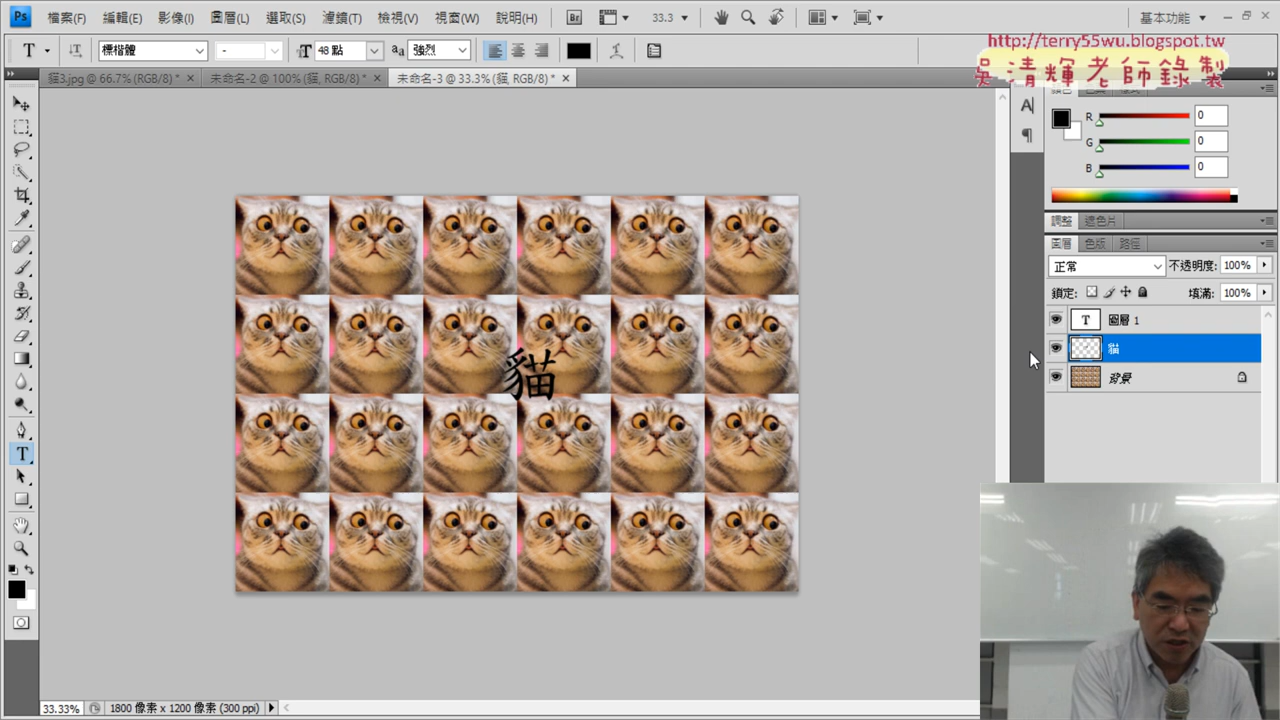 Ps 檔案(F) 編輯(E) 影像(I) 圖層(L) 選取(S) 濾鏡(T) 檢視(V) 視窗(W) 說明(H) Br 33.3 基本功能
http://terry55wu.blogspot.tw
T 標楷體 - 48 點 aa 強烈
吳清輝老師錄製
貓3.jpg @ 66.7% (RGB/8) * × 未命名-2 @ 100% (貓, RGB/8) * × 未命名-3 @ 33.3% (貓, RGB/8) * ×
R 0
G 0
B 0
調整 遮色片
圖層 色版 路徑
正常 不透明度: 100%
鎖定: 填滿: 100%
T 圖層 1
貓
背景
貓
33.33% 1800 像素 x 1200 像素 (300 ppi)